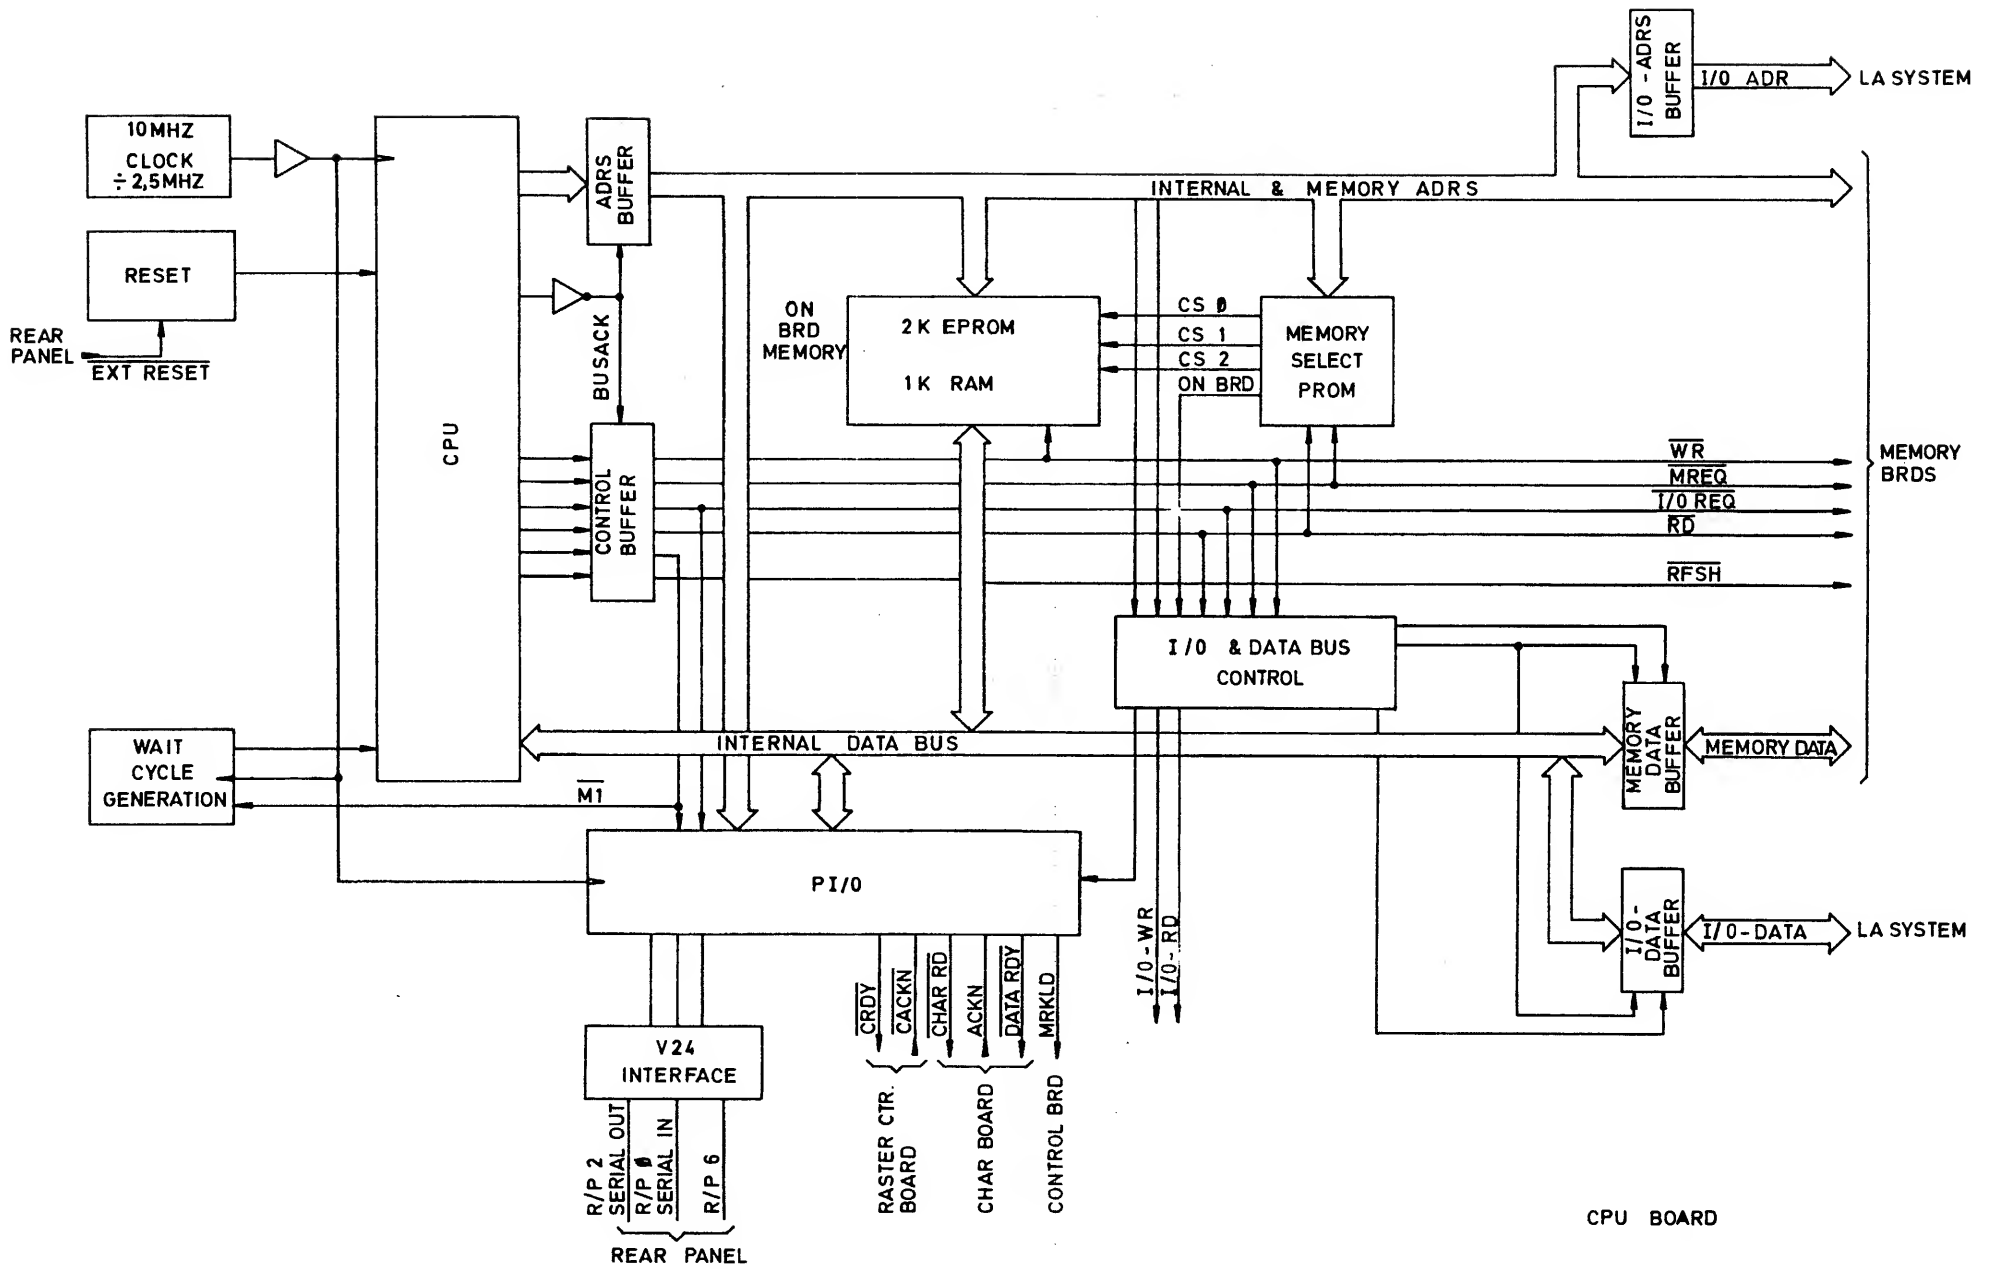 10MHZ
CLOCK
÷2,5MHZ
RESET
REAR
PANEL
EXT RESET
CPU
ADRS
BUFFER
BUSACK
CONTROL
BUFFER
INTERNAL & MEMORY ADRS
I/O -ADRS
BUFFER
I/O ADR
LA SYSTEM
ON
BRD
MEMORY
2K EPROM
1K RAM
CS 0
CS 1
CS 2
ON BRD
MEMORY
SELECT
PROM
WR
MREQ
I/O REQ
RD
RFSH
MEMORY
BRDS
I/O & DATA BUS
CONTROL
WAIT
CYCLE
GENERATION
INTERNAL DATA BUS
M1
MEMORY
DATA
BUFFER
MEMORY DATA
PI/O
I/O-WR
I/O-RD
I/O-
DATA
BUFFER
I/O-DATA
LA SYSTEM
CRDY
CACKN
CHAR RD
ACKN
DATA RDY
MRKLD
V24
INTERFACE
RASTER CTR.
BOARD
CHAR BOARD
CONTROL BRD
R/P 2
SERIAL OUT
R/P 0
SERIAL IN
R/P 6
REAR PANEL
CPU BOARD